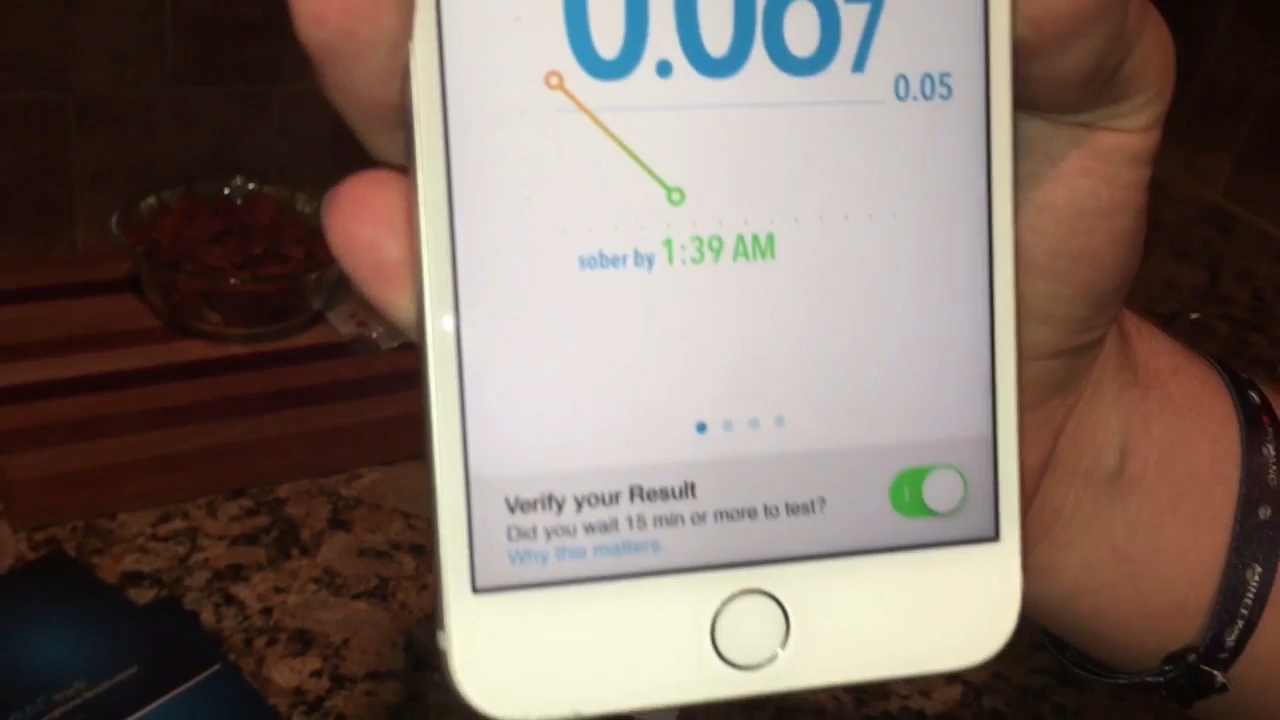 0.067
0.05
sober by 1:39 AM
Verify your Result
Did you wait 15 min or more to test?
Why this matters
MINECRAFT